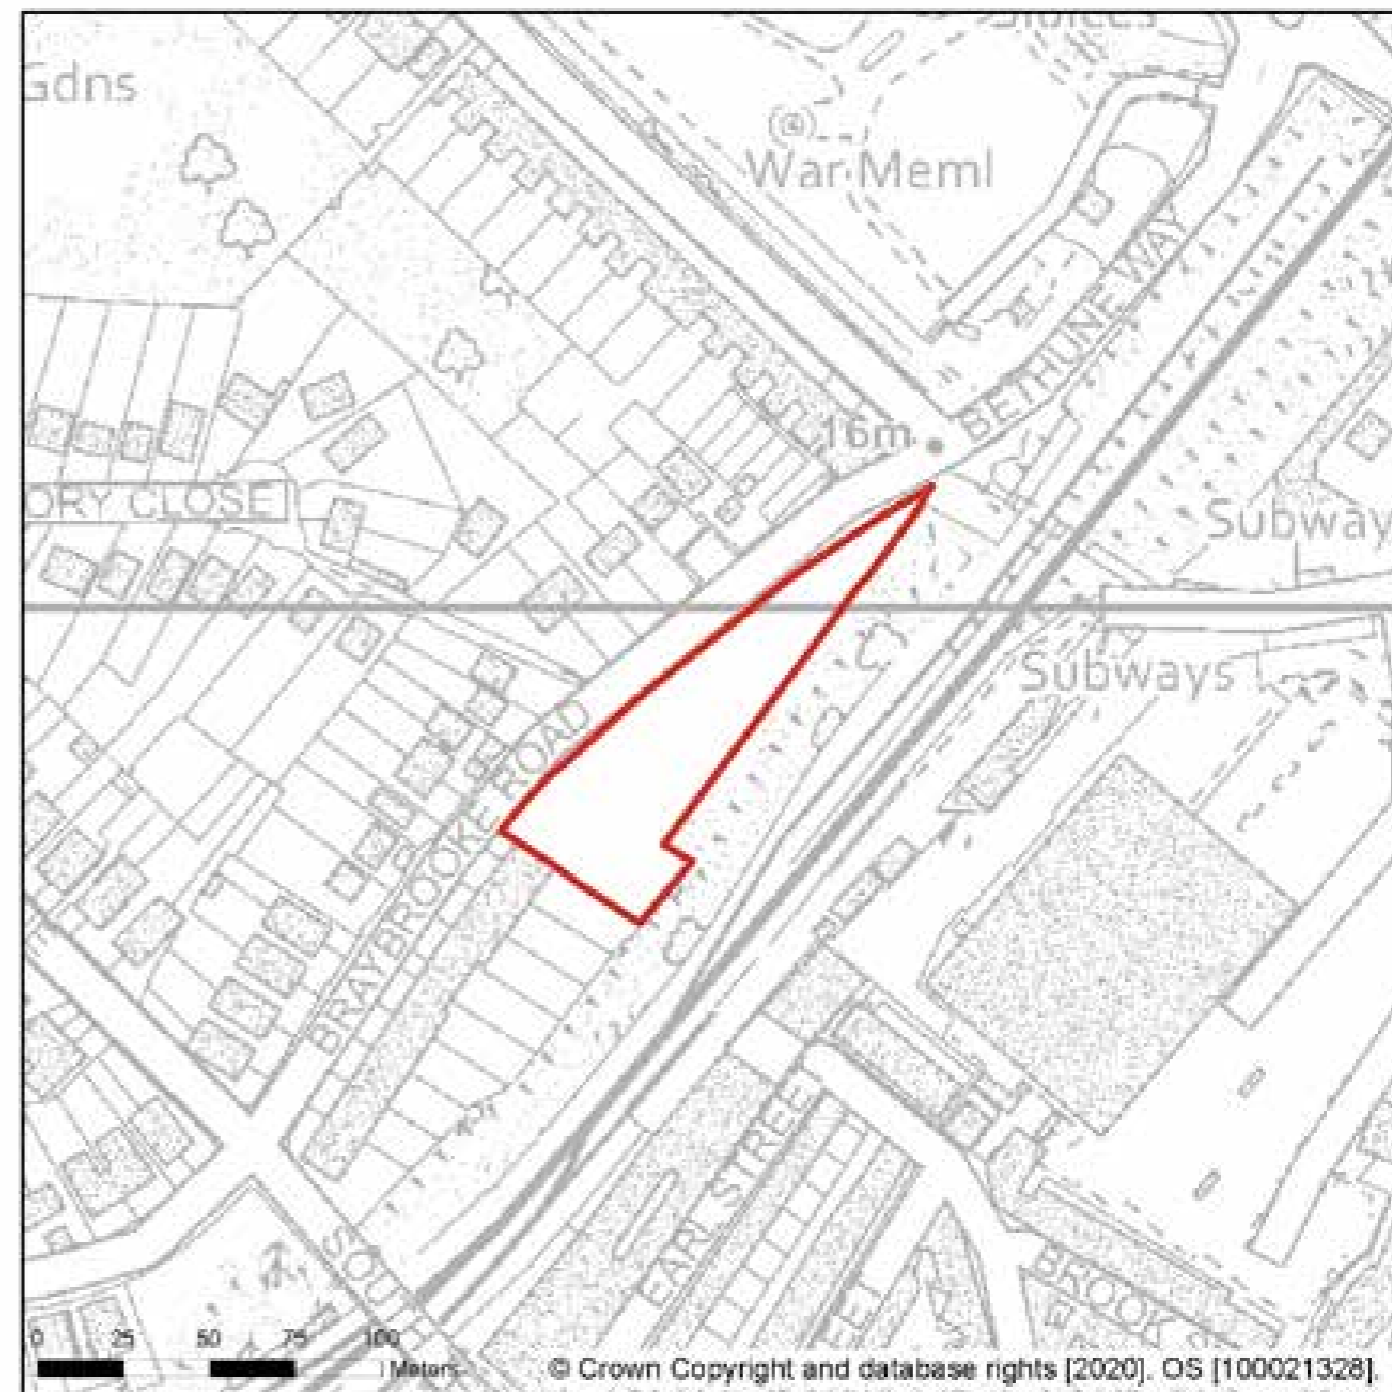 Gdns
War Meml
BETHUNE WAY
16m
ORY CLOSE
Subway
Subways
BRAYBROOKE ROAD
EARL STREE
SOU
BROOK S
0 25 50 75 100
Meters
© Crown Copyright and database rights [2020]. OS [100021328].